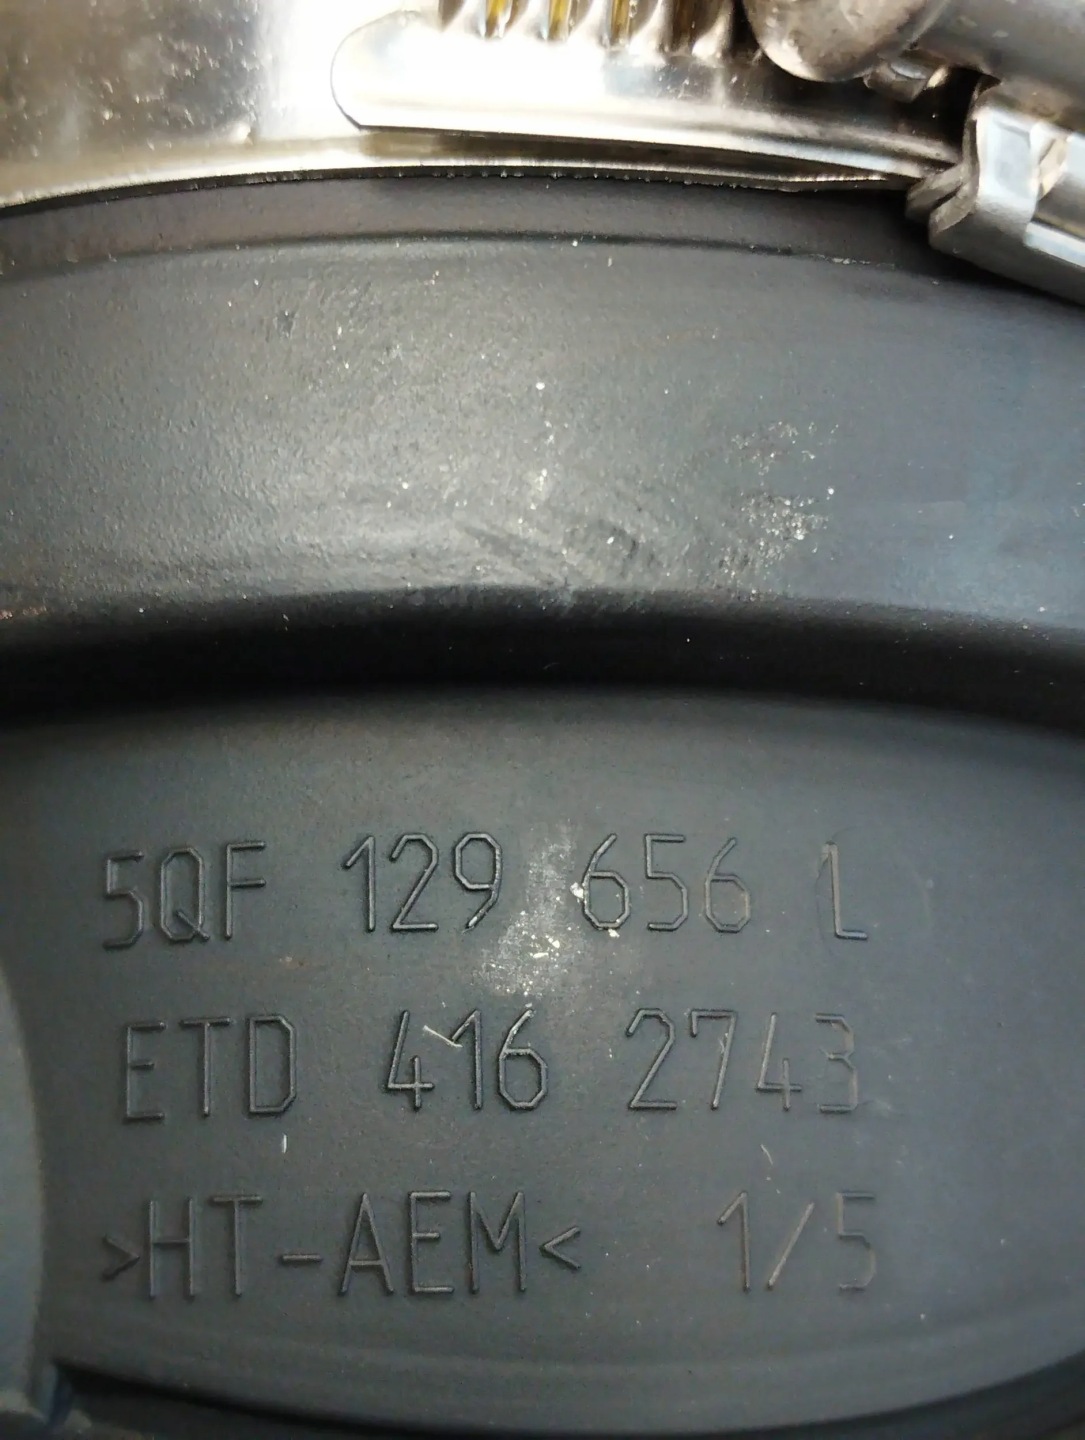 5QF 129 656 L
ETD 416 2743
>HT-AEM< 1/5